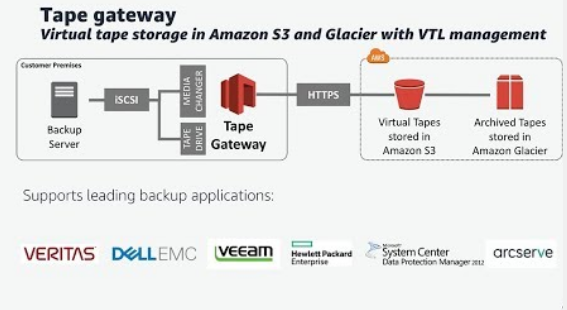 Tape gateway
Virtual tape storage in Amazon S3 and Glacier with VTL management
Customer Premises
Backup
Server
iSCSI
MEDIA
CHANGER
TAPE
DRIVE
Tape
Gateway
HTTPS
AWS
Virtual Tapes
stored in
Amazon S3
Archived Tapes
stored in
Amazon Glacier
Supports leading backup applications:
VERITAS
DELLEMC
veeam
Hewlett Packard
Enterprise
Microsoft
System Center
Data Protection Manager 2012
arcserve